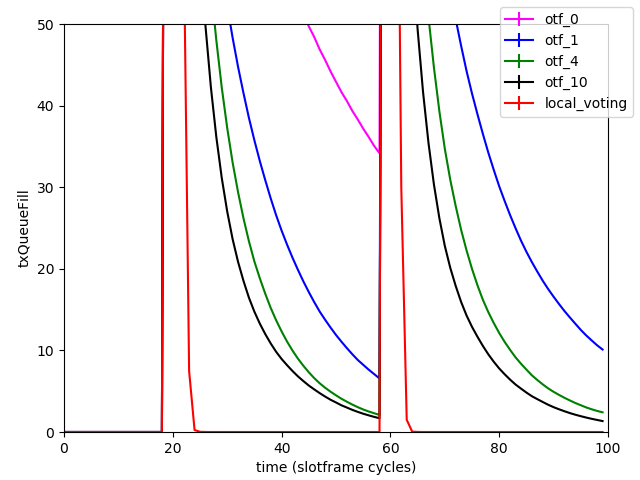 otf_0
otf_1
otf_4
otf_10
local_voting
50
40
30
20
10
0
txQueueFill
0 20 40 60 80 100
time (slotframe cycles)